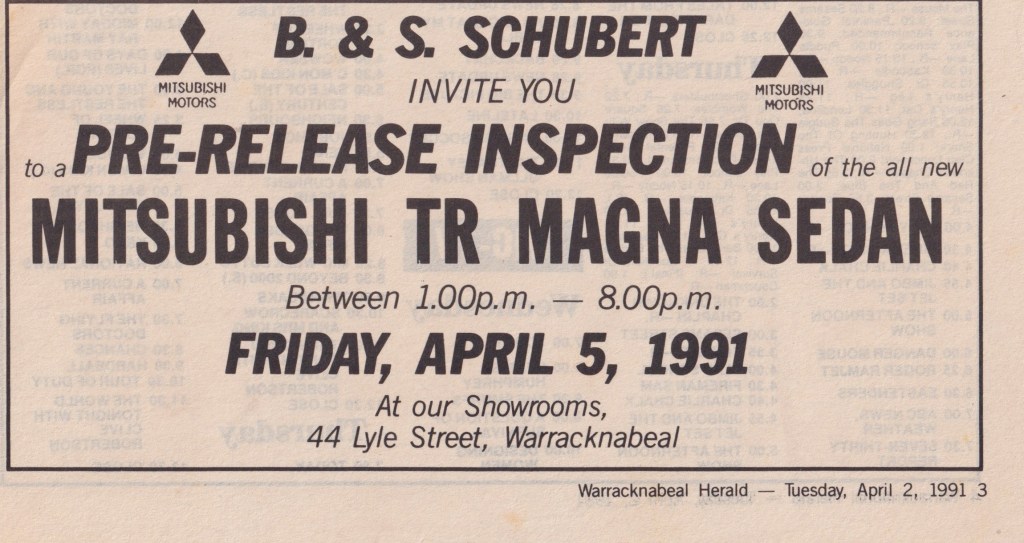 B. & S. SCHUBERT
MITSUBISHI
MOTORS
INVITE YOU
MITSUBISHI
MOTORS
to a PRE-RELEASE INSPECTION of the all new
MITSUBISHI TR MAGNA SEDAN
Between 1.00p.m. — 8.00p.m.
FRIDAY, APRIL 5, 1991
At our Showrooms,
44 Lyle Street, Warracknabeal
Warracknabeal Herald — Tuesday, April 2, 1991 3